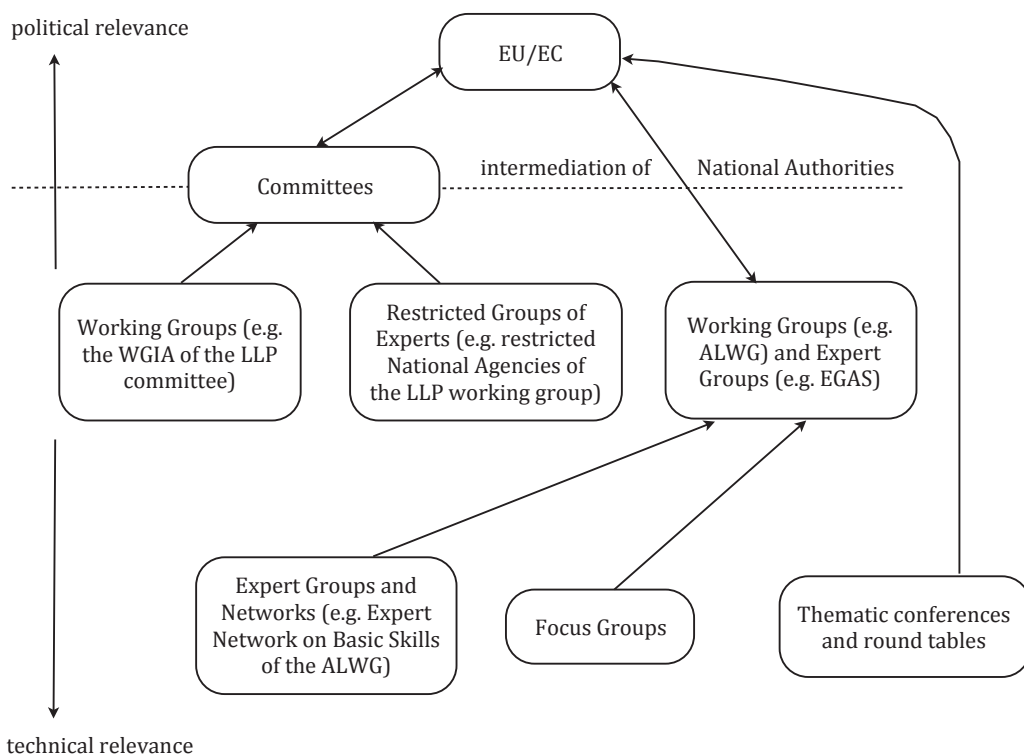 political relevance
EU/EC
intermediation of National Authorities
Committees
Working Groups (e.g.
the WGIA of the LLP
committee)
Restricted Groups of
Experts (e.g. restricted
National Agencies of
the LLP working group)
Working Groups (e.g.
ALWG) and Expert
Groups (e.g. EGAS)
Expert Groups and
Networks (e.g. Expert
Network on Basic Skills
of the ALWG)
Focus Groups
Thematic conferences
and round tables
technical relevance